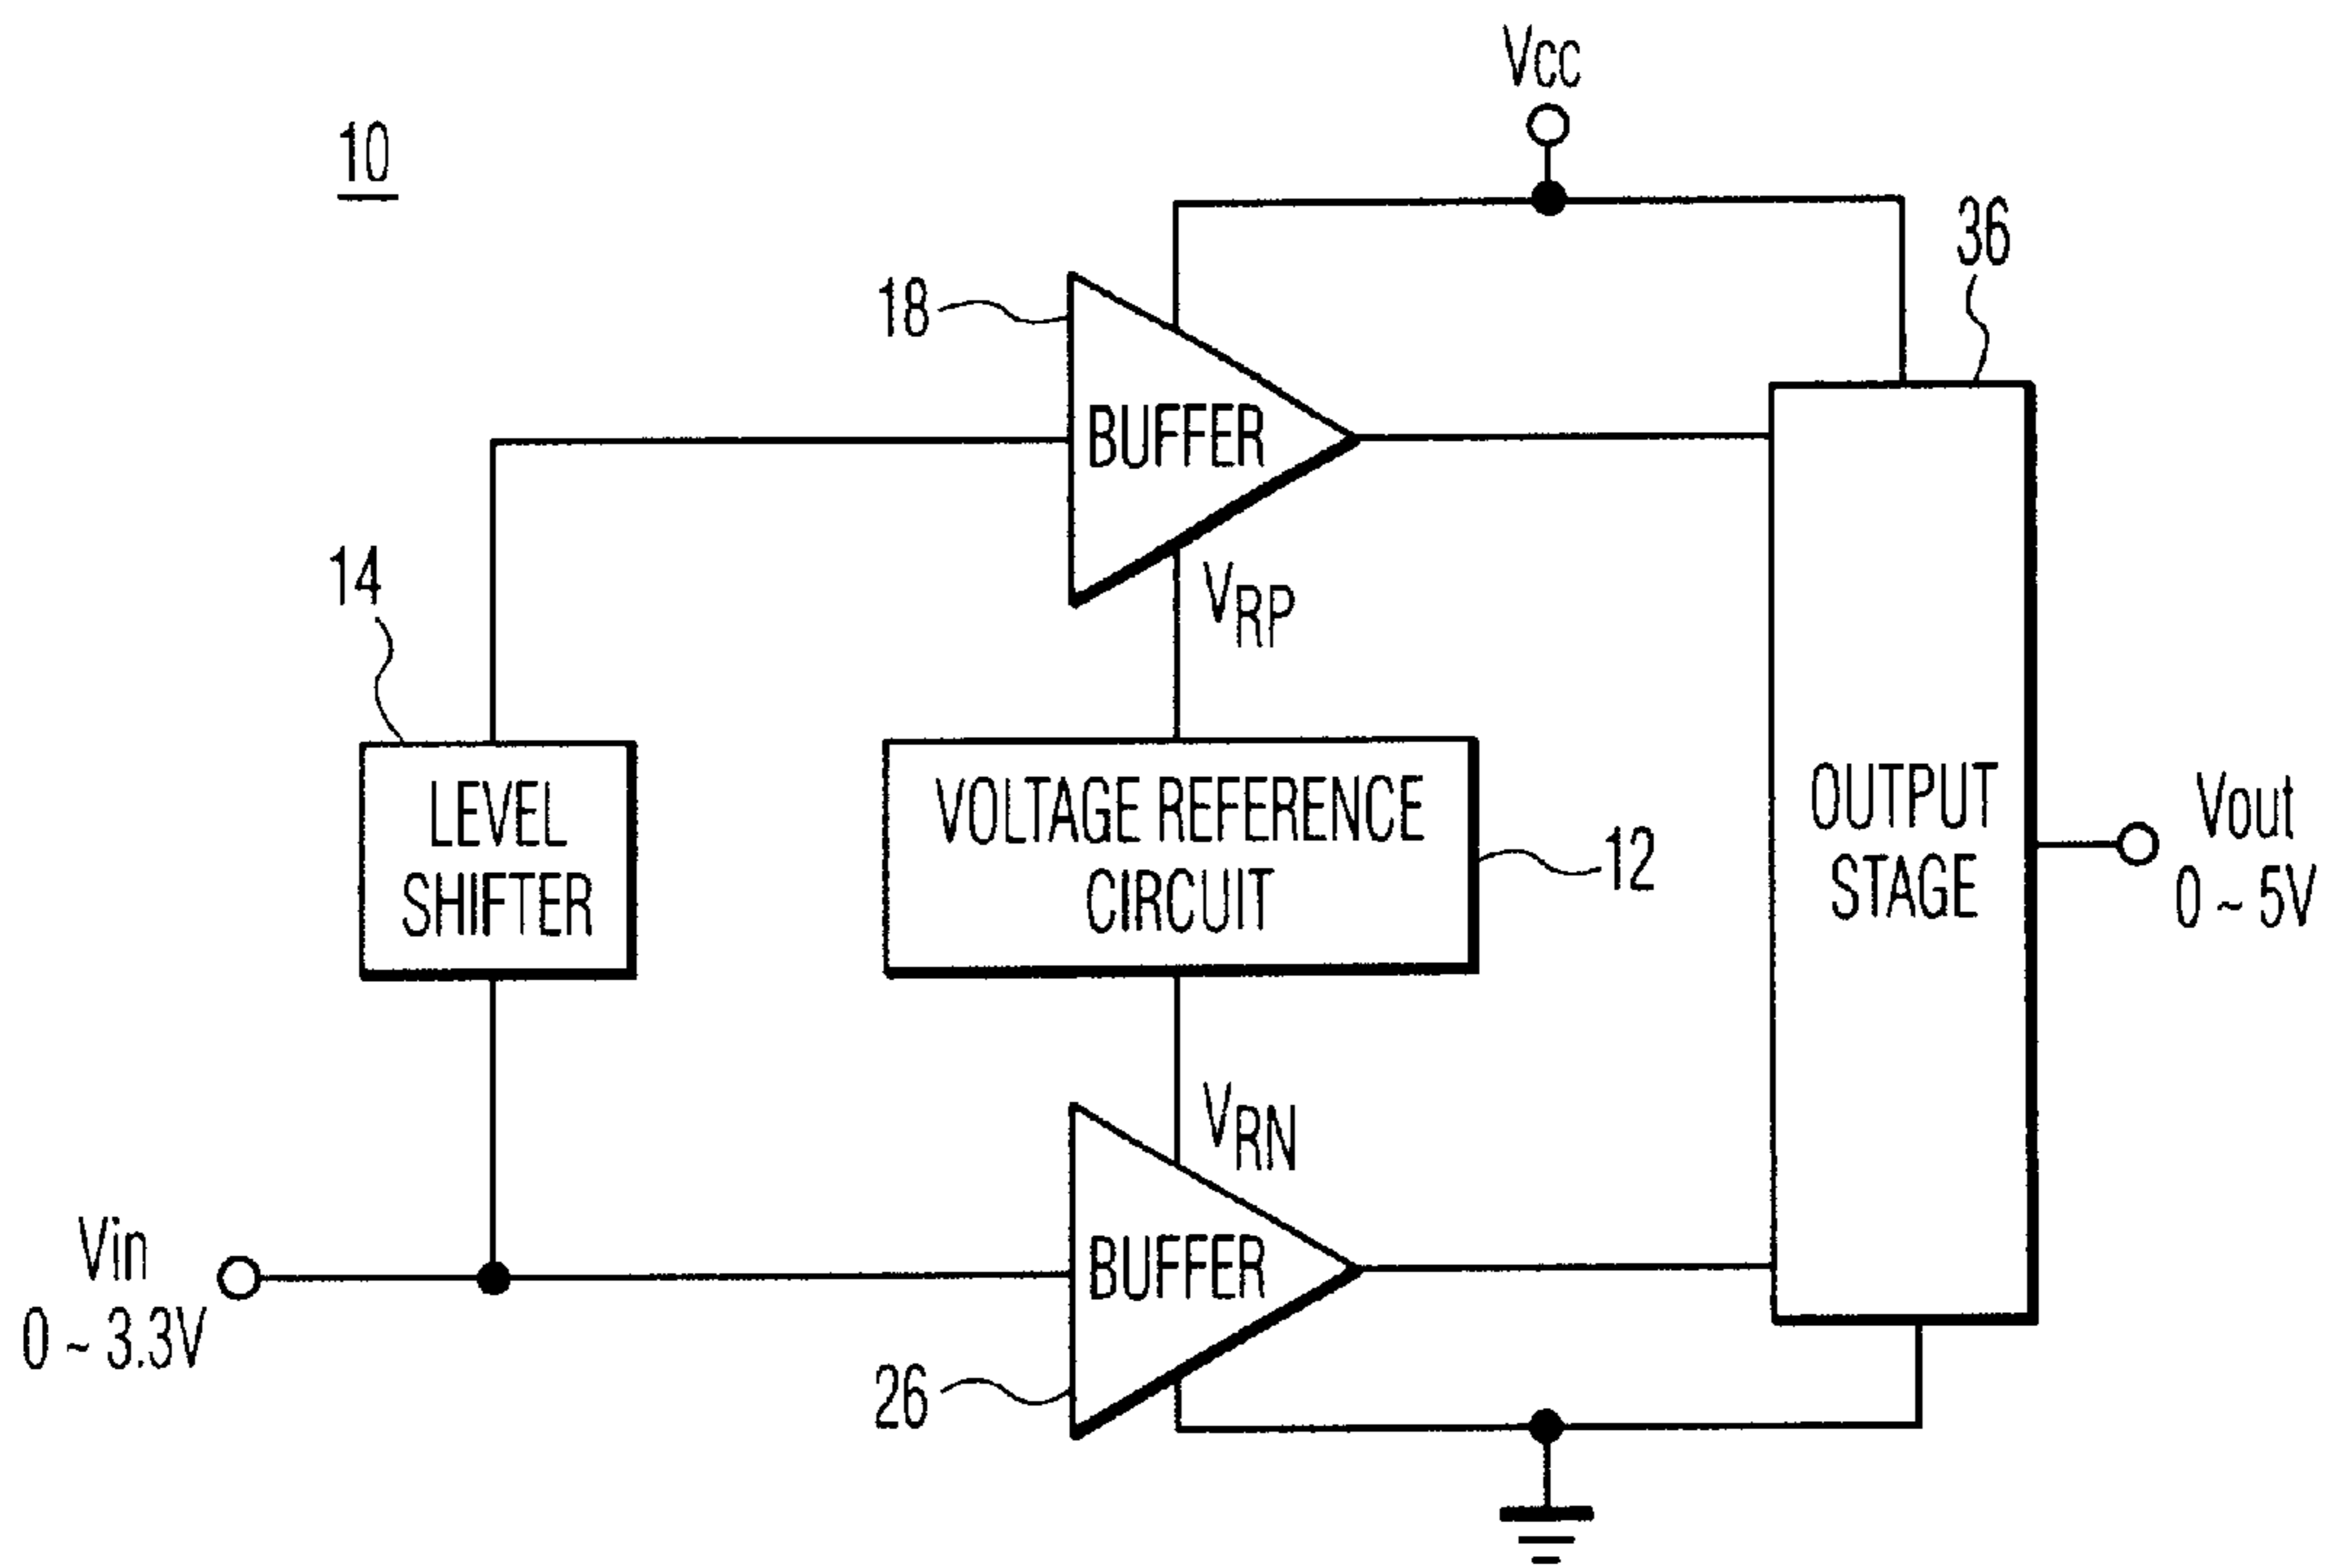 Vcc
10
36
18
BUFFER
VRP
14
LEVEL
SHIFTER
VOLTAGE REFERENCE
CIRCUIT
12
OUTPUT
STAGE
Vout
0 ~ 5V
VRN
Vin
0 ~ 3.3V
BUFFER
26